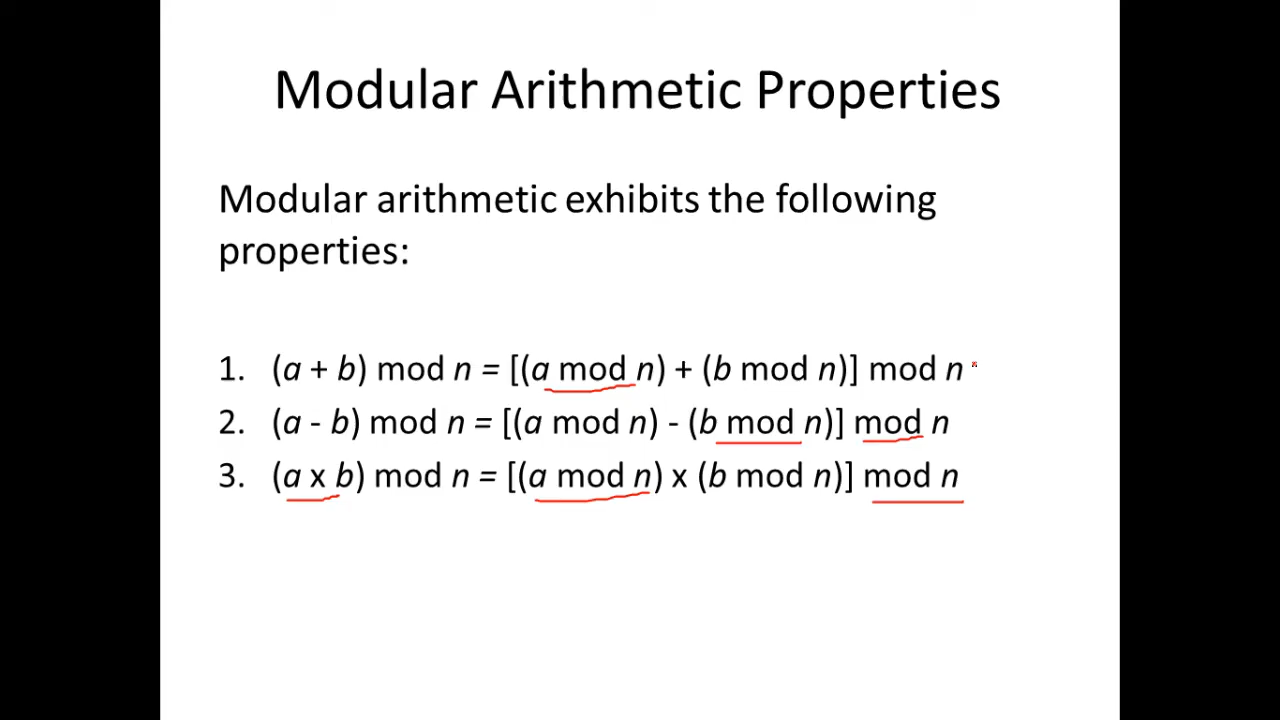 Modular Arithmetic Properties
Modular arithmetic exhibits the following
properties:
1. (a + b) mod n = [(a mod n) + (b mod n)] mod n
2. (a - b) mod n = [(a mod n) - (b mod n)] mod n
3. (a x b) mod n = [(a mod n) x (b mod n)] mod n